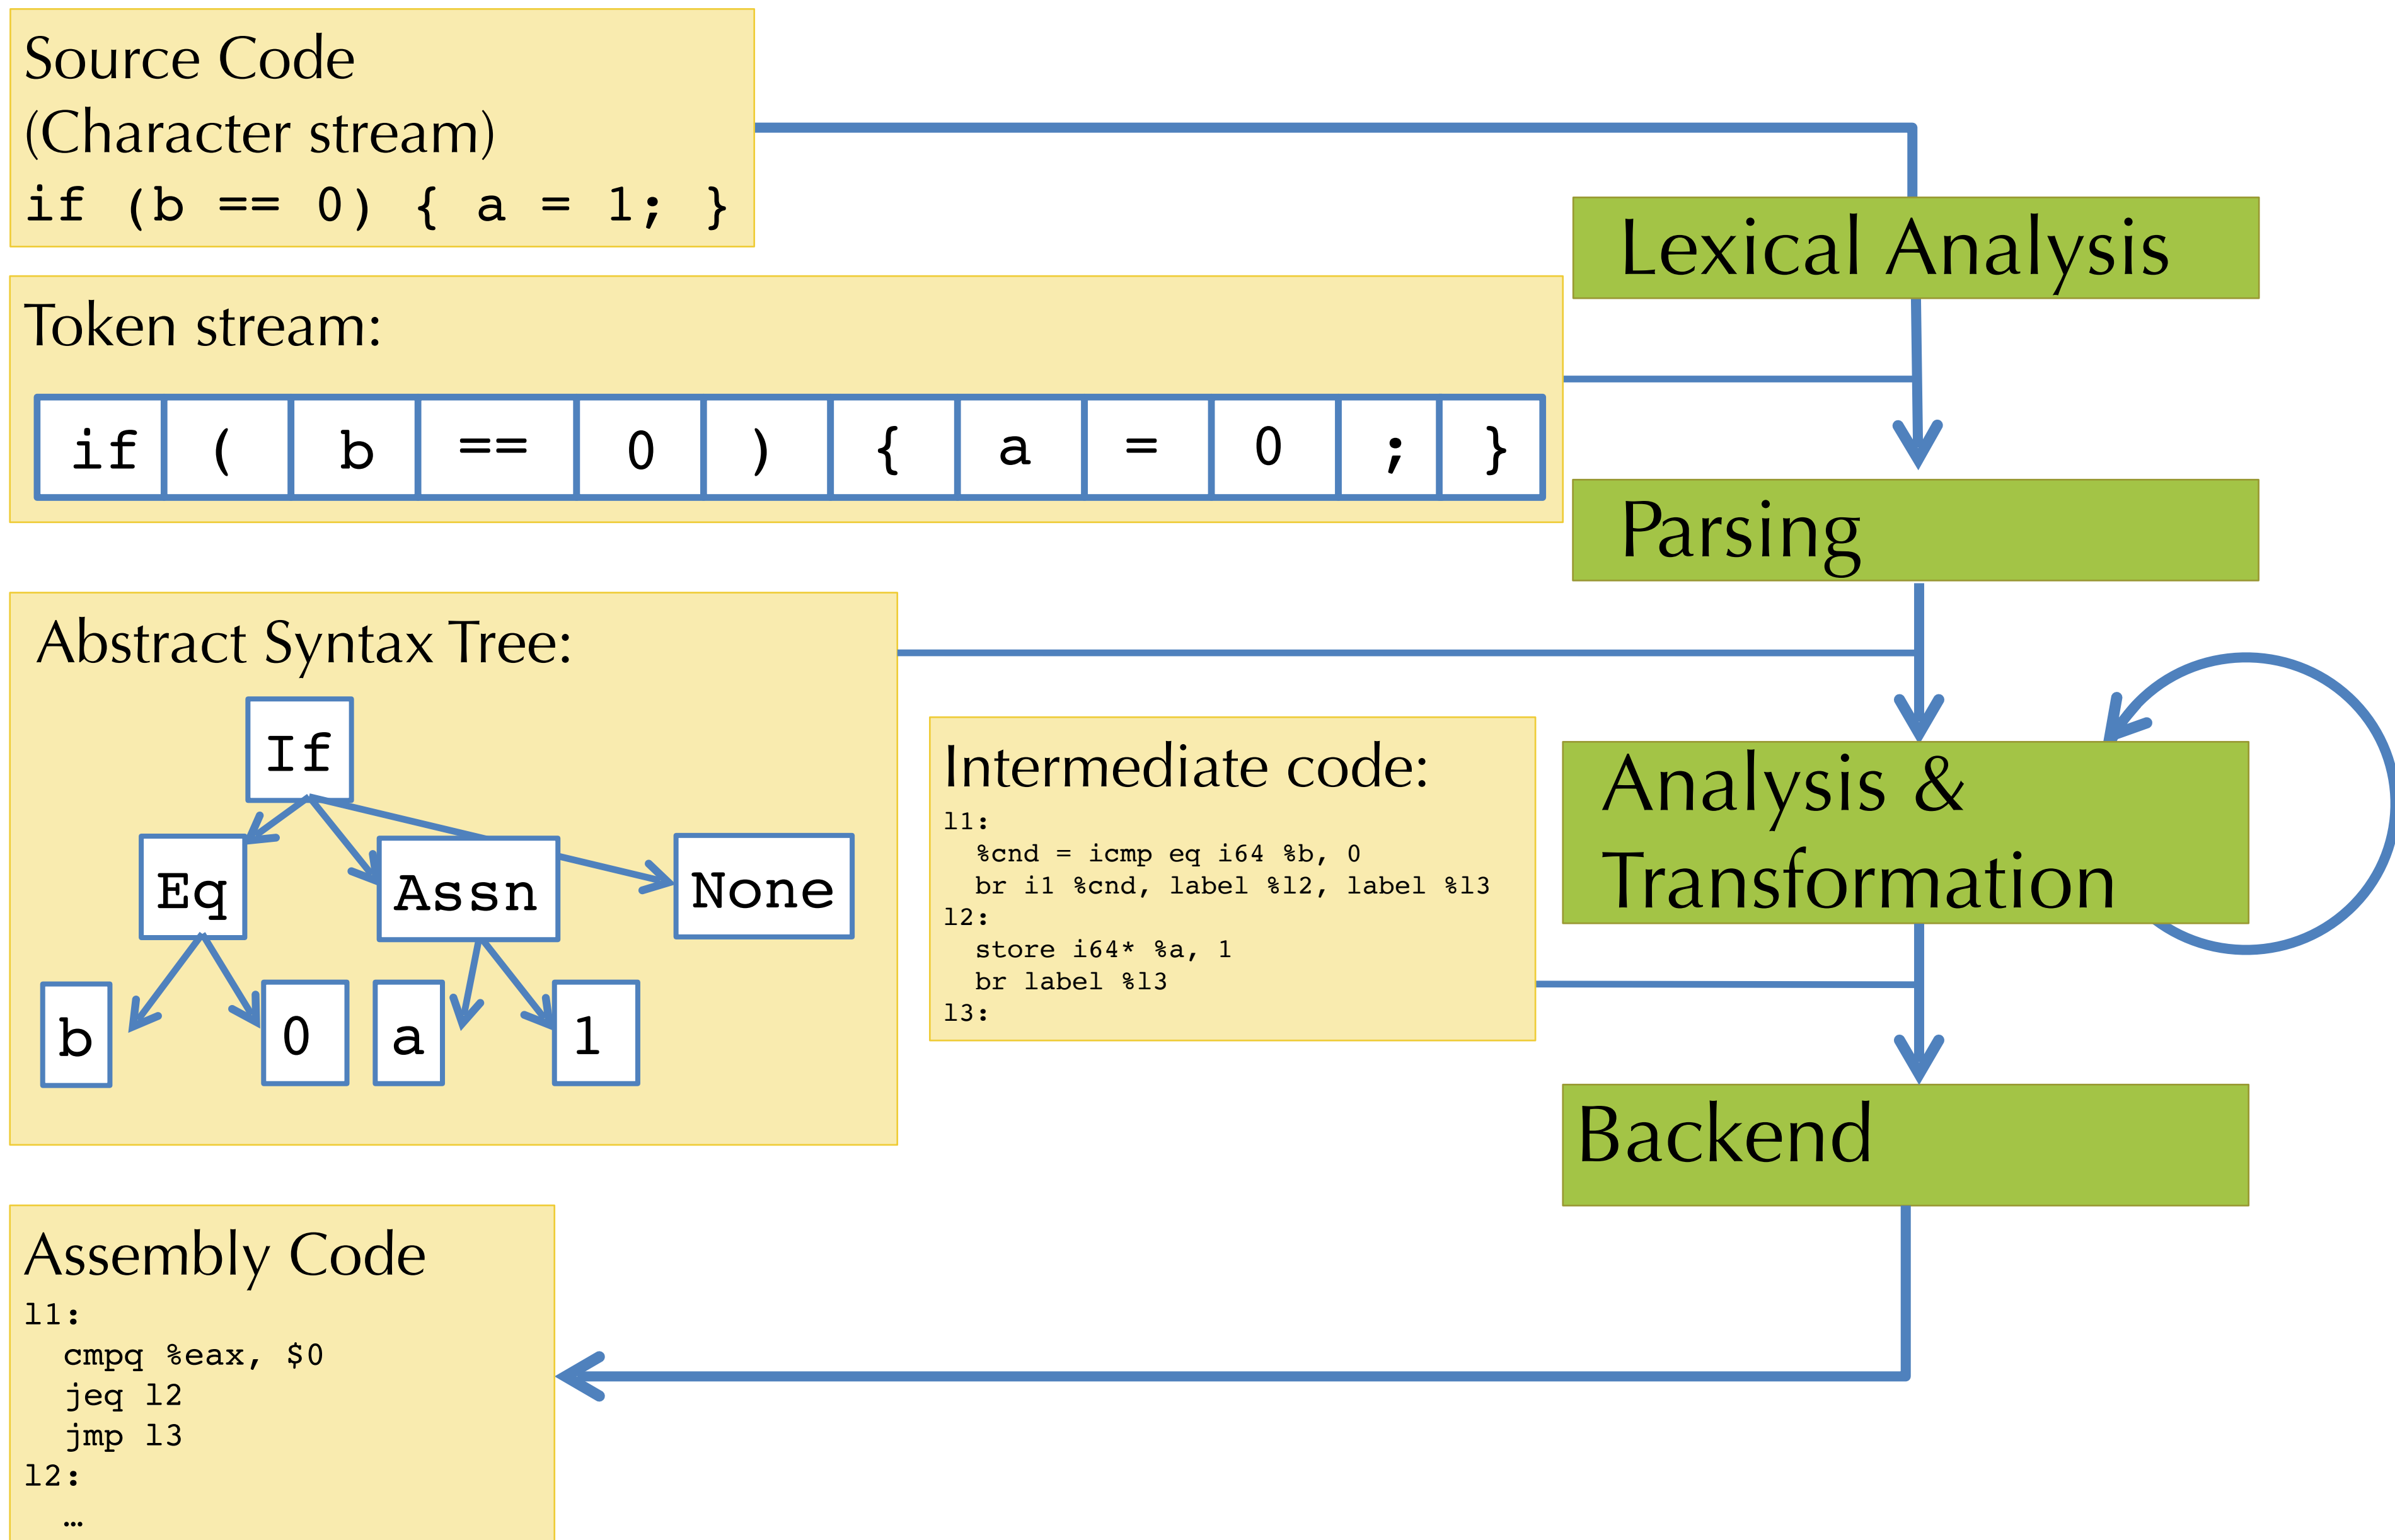 Source Code
(Character stream)
if (b == 0) { a = 1; }
Lexical Analysis
Token stream:
if ( b == 0 ) { a = 0 ; }
Parsing
Abstract Syntax Tree:
If
Eq Assn None
b 0 a 1
Intermediate code:
l1:
%cnd = icmp eq i64 %b, 0
br i1 %cnd, label %l2, label %l3
l2:
store i64* %a, 1
br label %l3
l3:
Analysis &
Transformation
Backend
Assembly Code
l1:
cmpq %eax, $0
jeq l2
jmp l3
l2:
…